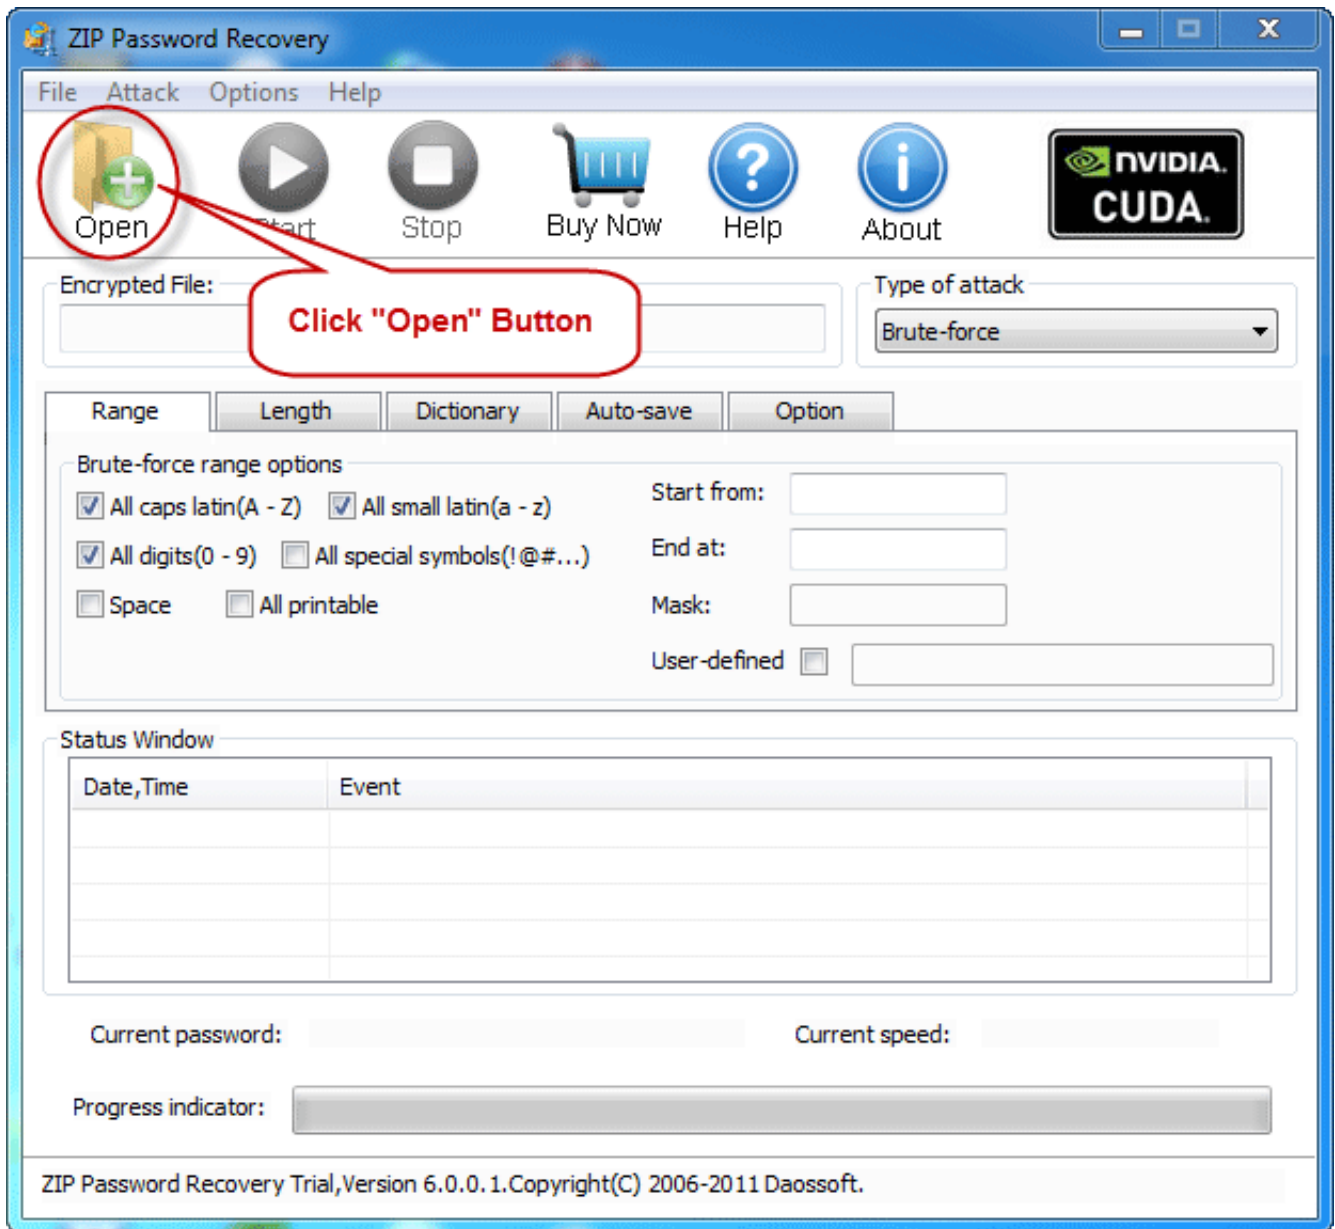 ZIP Password Recovery
File Attack Options Help
Open Start Stop Buy Now Help About
NVIDIA.
CUDA.
Click "Open" Button
Encrypted File:
Type of attack
Brute-force
Range Length Dictionary Auto-save Option
Brute-force range options
All caps latin(A - Z) All small latin(a - z)
Start from:
All digits(0 - 9) All special symbols(!@#...)
End at:
Space All printable
Mask:
User-defined
Status Window
Date,Time Event
Current password: Current speed:
Progress indicator:
ZIP Password Recovery Trial,Version 6.0.0.1.Copyright(C) 2006-2011 Daossoft.